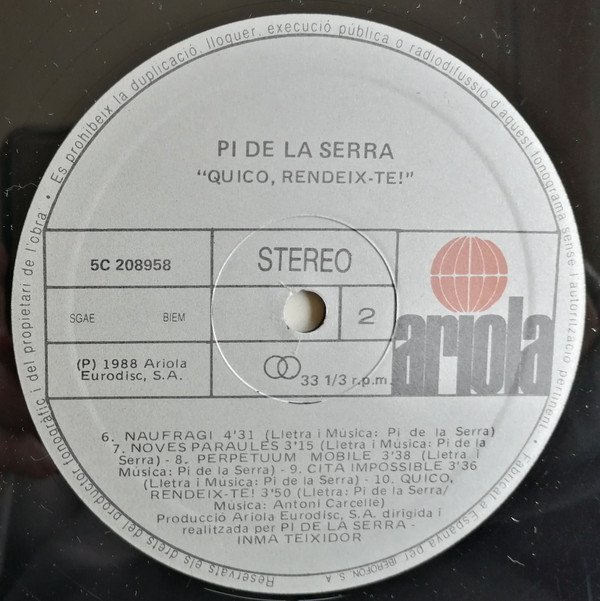 · Es prohibeix la duplicació, lloguer, execució pública o radiodifussió d'aquest fonograma sense l'autorització pertinent. · Fabricat a Espanya per IBEROFON, S. A. Reservats els drets del productor fonogràfic i del propietari de l'obra
PI DE LA SERRA
“QUICO, RENDEIX-TE!”
5C 208958
STEREO
SGAE BIEM
2
(P) 1988 Ariola
Eurodisc, S.A.
33 1/3 r.p.m.
ariola
6. NAUFRAGI 4'31 (Lletra i Música: Pi de la Serra)
7. NOVES PARAULES 3'15 (Lletra i Música: Pi de la
Serra) - 8. PERPETUUM MOBILE 3'38 (Lletra i
Música: Pi de la Serra) - 9. CITA IMPOSSIBLE 3'36
(Lletra i Música: Pi de la Serra) - 10. QUICO,
RENDEIX-TE! 3'50 (Lletra: Pi de la Serra/
Música: Antoni Carcelle)
Producció Ariola Eurodisc, S.A. dirigida i
realitzada per PI DE LA SERRA -
INMA TEIXIDOR